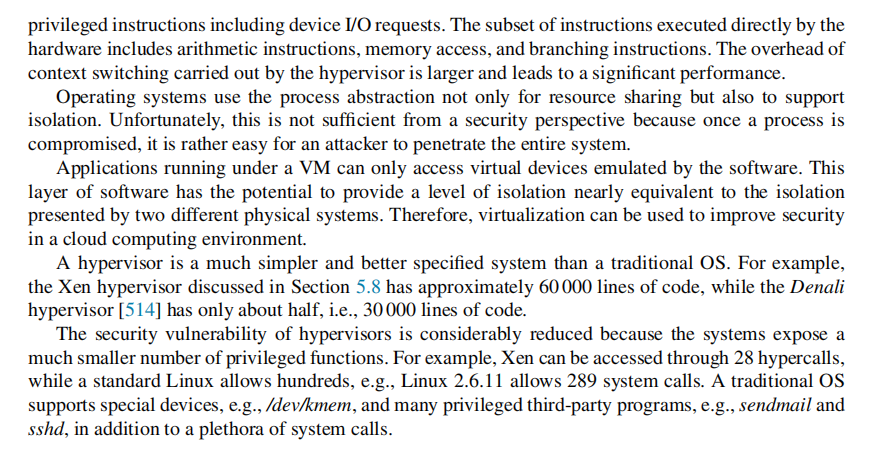 privileged instructions including device I/O requests. The subset of instructions executed directly by the
hardware includes arithmetic instructions, memory access, and branching instructions. The overhead of
context switching carried out by the hypervisor is larger and leads to a significant performance.
Operating systems use the process abstraction not only for resource sharing but also to support
isolation. Unfortunately, this is not sufficient from a security perspective because once a process is
compromised, it is rather easy for an attacker to penetrate the entire system.
Applications running under a VM can only access virtual devices emulated by the software. This
layer of software has the potential to provide a level of isolation nearly equivalent to the isolation
presented by two different physical systems. Therefore, virtualization can be used to improve security
in a cloud computing environment.
A hypervisor is a much simpler and better specified system than a traditional OS. For example,
the Xen hypervisor discussed in Section 5.8 has approximately 60 000 lines of code, while the Denali
hypervisor [514] has only about half, i.e., 30 000 lines of code.
The security vulnerability of hypervisors is considerably reduced because the systems expose a
much smaller number of privileged functions. For example, Xen can be accessed through 28 hypercalls,
while a standard Linux allows hundreds, e.g., Linux 2.6.11 allows 289 system calls. A traditional OS
supports special devices, e.g., /dev/kmem, and many privileged third-party programs, e.g., sendmail and
sshd, in addition to a plethora of system calls.